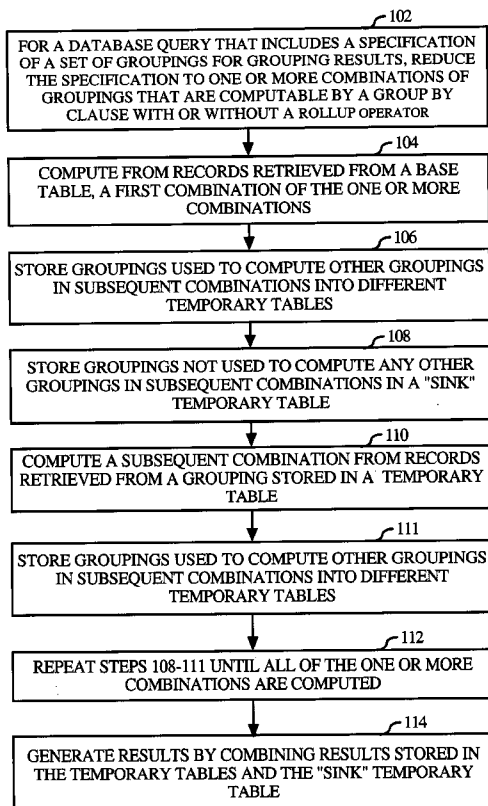 102
FOR A DATABASE QUERY THAT INCLUDES A SPECIFICATION
OF A SET OF GROUPINGS FOR GROUPING RESULTS, REDUCE
THE SPECIFICATION TO ONE OR MORE COMBINATIONS OF
GROUPINGS THAT ARE COMPUTABLE BY A GROUP BY
CLAUSE WITH OR WITHOUT A ROLLUP OPERATOR
104
COMPUTE FROM RECORDS RETRIEVED FROM A BASE
TABLE, A FIRST COMBINATION OF THE ONE OR MORE
COMBINATIONS
106
STORE GROUPINGS USED TO COMPUTE OTHER GROUPINGS
IN SUBSEQUENT COMBINATIONS INTO DIFFERENT
TEMPORARY TABLES
108
STORE GROUPINGS NOT USED TO COMPUTE ANY OTHER
GROUPINGS IN SUBSEQUENT COMBINATIONS IN A "SINK"
TEMPORARY TABLE
110
COMPUTE A SUBSEQUENT COMBINATION FROM RECORDS
RETRIEVED FROM A GROUPING STORED IN A TEMPORARY
TABLE
111
STORE GROUPINGS USED TO COMPUTE OTHER GROUPINGS
IN SUBSEQUENT COMBINATIONS INTO DIFFERENT
TEMPORARY TABLES
112
REPEAT STEPS 108-111 UNTIL ALL OF THE ONE OR MORE
COMBINATIONS ARE COMPUTED
114
GENERATE RESULTS BY COMBINING RESULTS STORED IN
THE TEMPORARY TABLES AND THE "SINK" TEMPORARY
TABLE